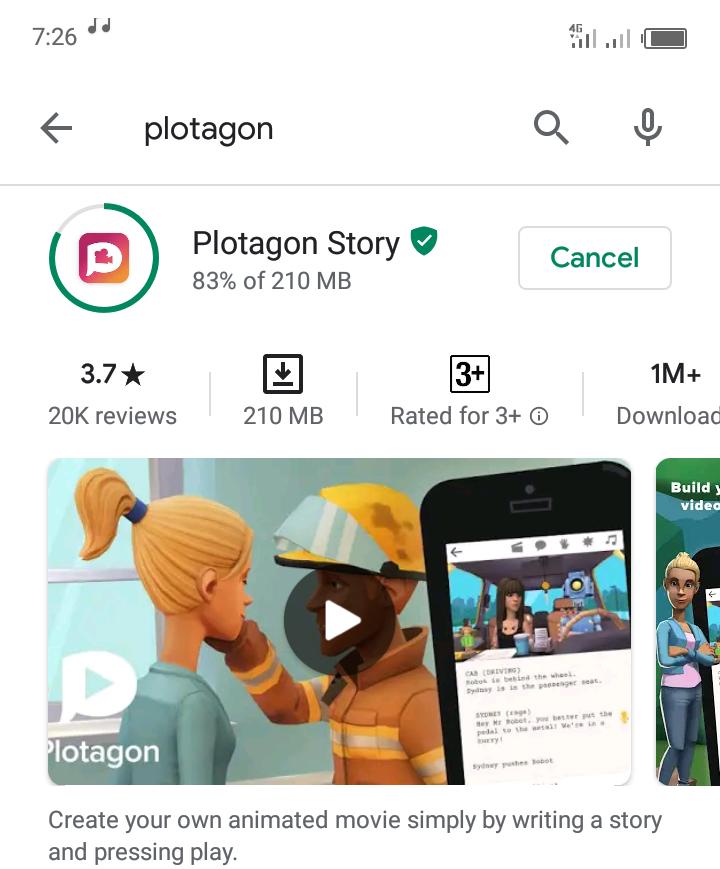 7:26
4G
plotagon
Plotagon Story
83% of 210 MB
Cancel
3.7★
20K reviews
210 MB
3+
Rated for 3+
1M+
Download
Build y
video
CAB (DRIVING)
Robot is behind the wheel.
Sydney is in the passenger seat.
SYDNEY (rage)
Hey Mr Robot, you better put the
pedal to the metal! We're in a
hurry!
Sydney pushes Robot
Plotagon
Create your own animated movie simply by writing a story
and pressing play.